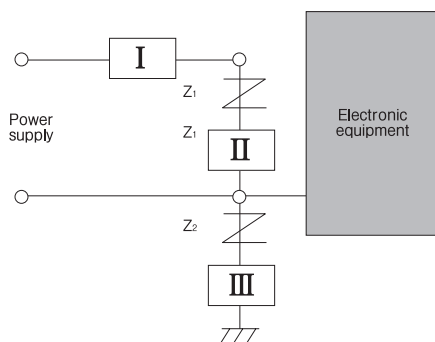 I
Z1
Power
supply
Z1
II
Electronic
equipment
Z2
III